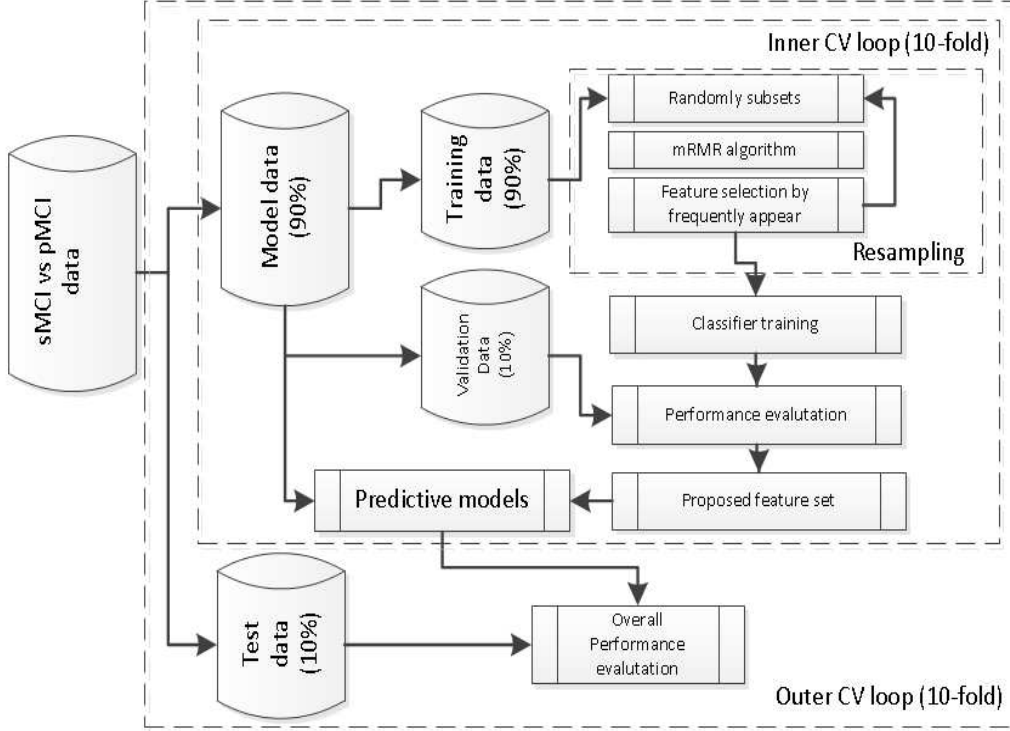 Inner CV loop (10-fold)
sMCI vs pMCI
data
Model data
(90%)
Training
data
(90%)
Randomly subsets
mRMR algorithm
Feature selection by
frequently appear
Resampling
Validation
Data
(10%)
Classifier training
Performance evalutation
Predictive models
Proposed feature set
Test
data
(10%)
Overall
Performance
evalutation
Outer CV loop (10-fold)